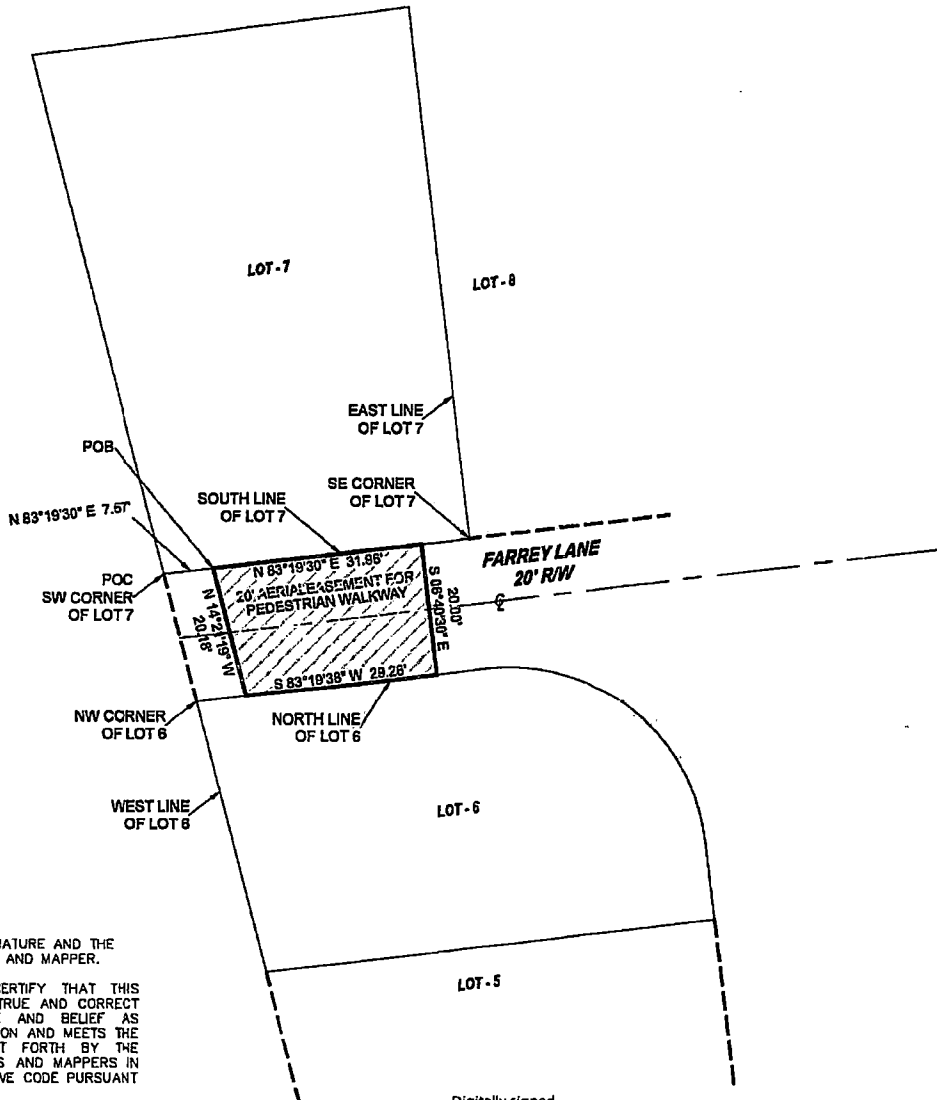 LOT - 7
LOT - 8
EAST LINE
OF LOT 7
POB
SE CORNER
OF LOT 7
SOUTH LINE
OF LOT 7
N 83°19'30" E 7.57'
POC
SW CORNER
OF LOT 7
N 83°19'30" E 31.96'
20' AERIAL EASEMENT FOR
PEDESTRIAN WALKWAY
FARREY LANE
20' R/W
S 06°40'30" E
20.00'
20.18'
S 83°19'38" W 29.28'
NW CORNER
OF LOT 6
NORTH LINE
OF LOT 6
WEST LINE
OF LOT 6
LOT - 6
LOT - 5
NATURE AND THE
AND MAPPER.
CERTIFY THAT THIS
TRUE AND CORRECT
AND BELIEF AS
ON AND MEETS THE
FORTH BY THE
AND MAPPERS IN
VE CODE PURSUANT
Digitally signed